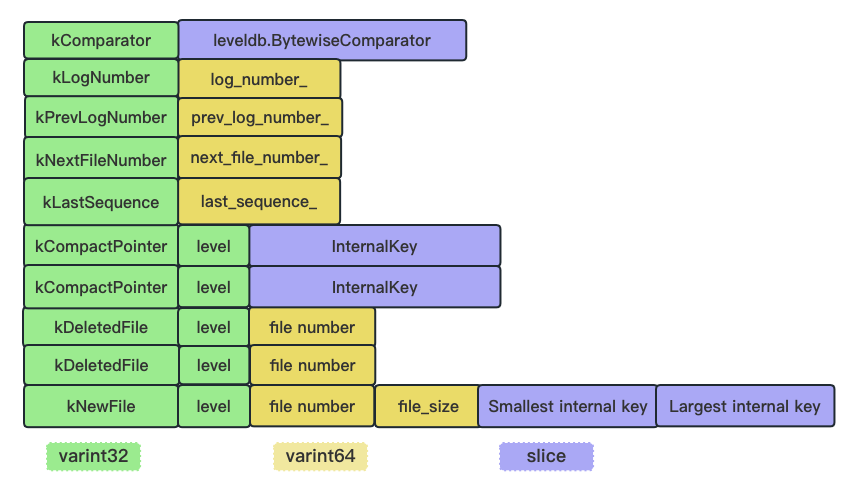 kComparator leveldb.BytewiseComparator
kLogNumber log_number_
kPrevLogNumber prev_log_number_
kNextFileNumber next_file_number_
kLastSequence last_sequence_
kCompactPointer level InternalKey
kCompactPointer level InternalKey
kDeletedFile level file number
kDeletedFile level file number
kNewFile level file number file_size Smallest internal key Largest internal key
varint32 varint64 slice